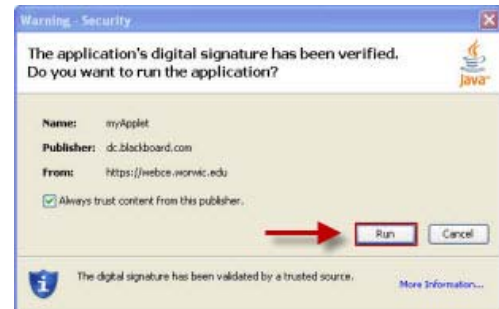 Warning - Security
The application's digital signature has been verified.
Do you want to run the application?
Java
Name: myApplet
Publisher: dc.blackboard.com
From: https://webce.worwic.edu
Always trust content from this publisher.
Run Cancel
The digital signature has been validated by a trusted source. More Information...